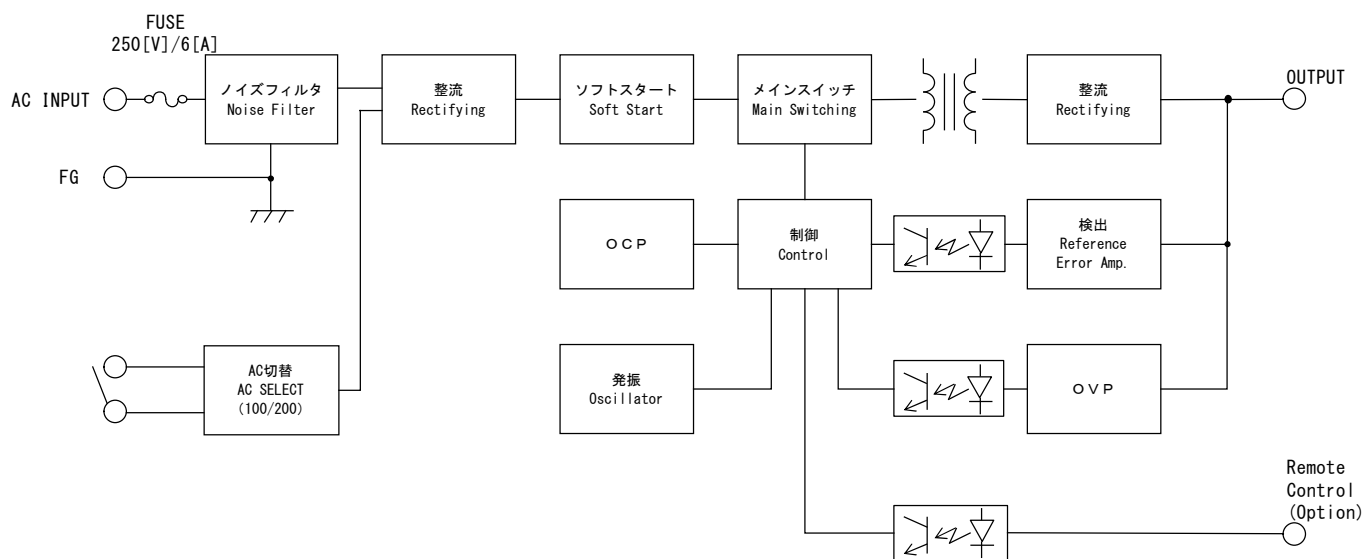 FUSE
250[V]/6[A]
AC INPUT
ノイズフィルタ
Noise Filter
整流
Rectifying
ソフトスタート
Soft Start
メインスイッチ
Main Switching
整流
Rectifying
OUTPUT
FG
ＯＣＰ
制御
Control
検出
Reference
Error Amp.
AC切替
AC SELECT
(100/200)
発振
Oscillator
ＯＶＰ
Remote
Control
(Option)